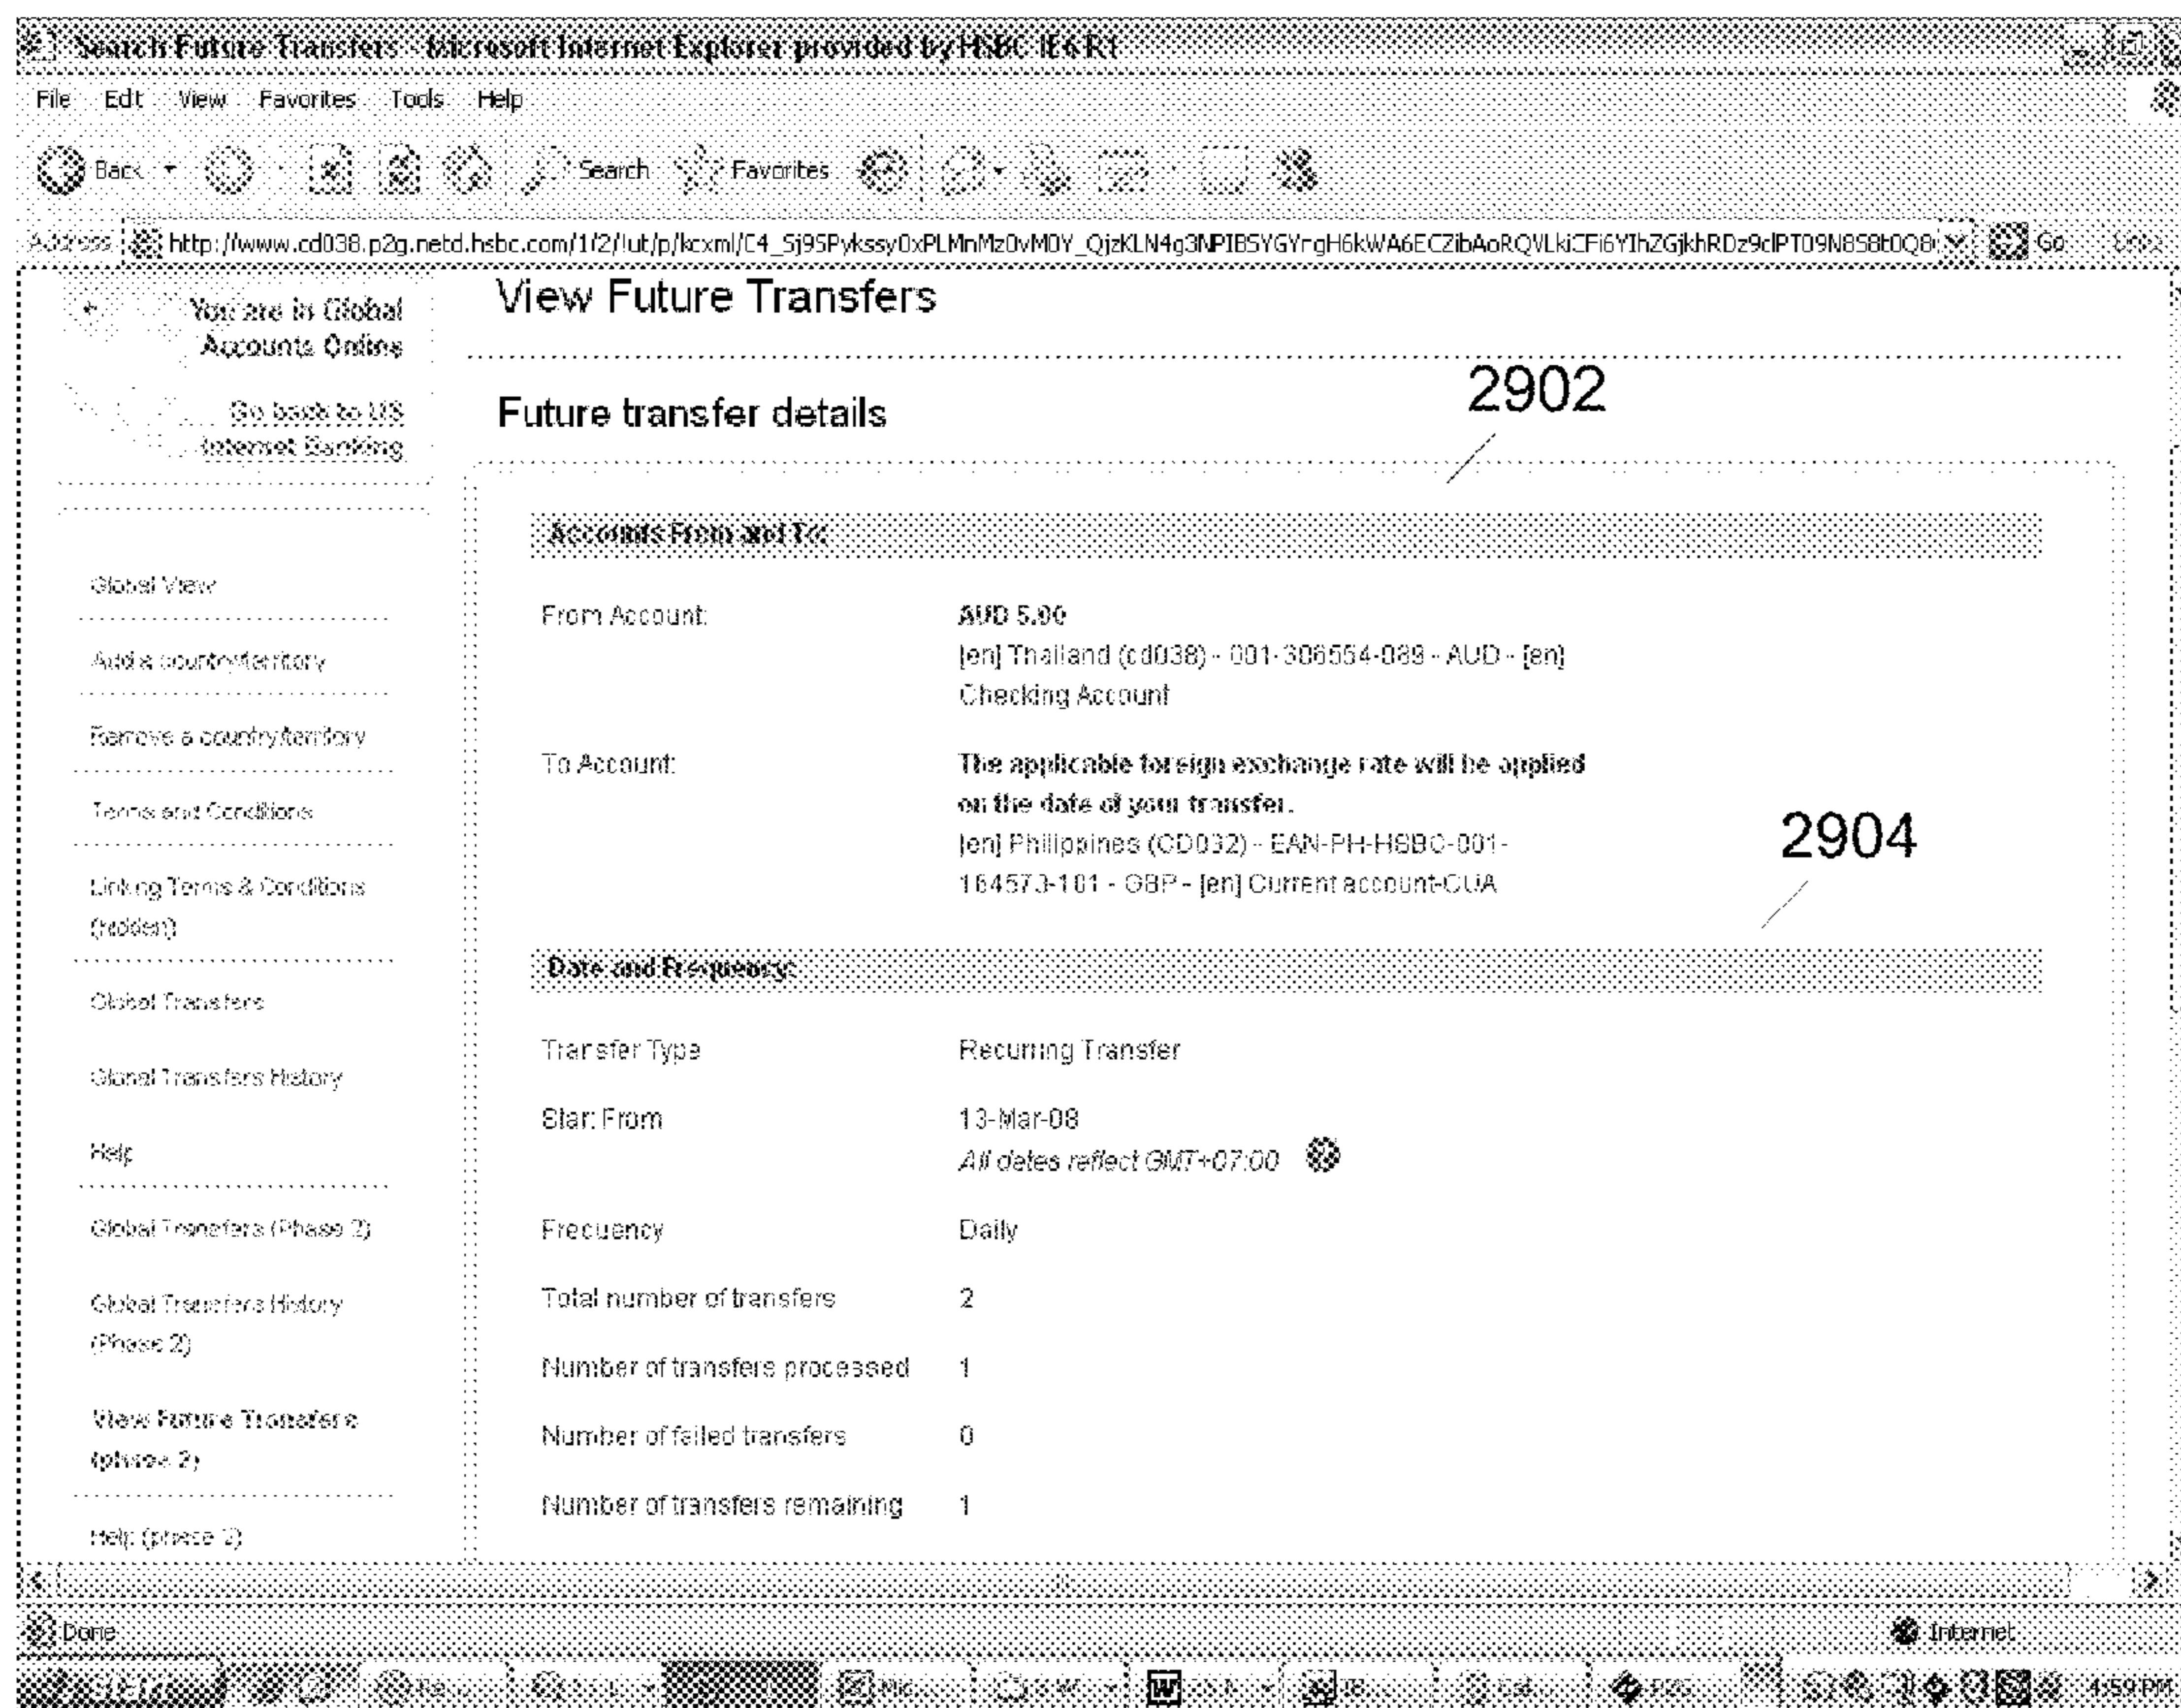 Search Future Transfers - Microsoft Internet Explorer provided by HSBC IE6 R1
File Edit View Favorites Tools Help
Back Search Favorites
Address http://www.cd038.p2g.netd.hsbc.com/1/2/!ut/p/kcxml/ Go Links
You are in Global
Accounts Online
Go back to US
Internet Banking
Global View
Add a country/territory
Remove a country/territory
Terms and Conditions
Linking Terms & Conditions
(hidden)
Global Transfers
Global Transfers History
Help
Global Transfers (Phase 2)
Global Transfers History
(Phase 2)
View Future Transfers
(phase 2)
Help (phase 2)
View Future Transfers
Future transfer details
2902
Accounts From and To:
From Account: AUD 5.00
[en] Thailand (cd038) - 001-306554-089 - AUD - [en]
Checking Account
To Account: The applicable foreign exchange rate will be applied
on the date of your transfer.
[en] Philippines (CD032) - EAN-PH-HSBC-001-
164573-101 - GBP - [en] Current account-CUA
2904
Date and Frequency:
Transfer Type Recurring Transfer
Start From 13-Mar-08
All dates reflect GMT+07:00
Frequency Daily
Total number of transfers 2
Number of transfers processed 1
Number of failed transfers 0
Number of transfers remaining 1
Done Internet
start 4:59 PM